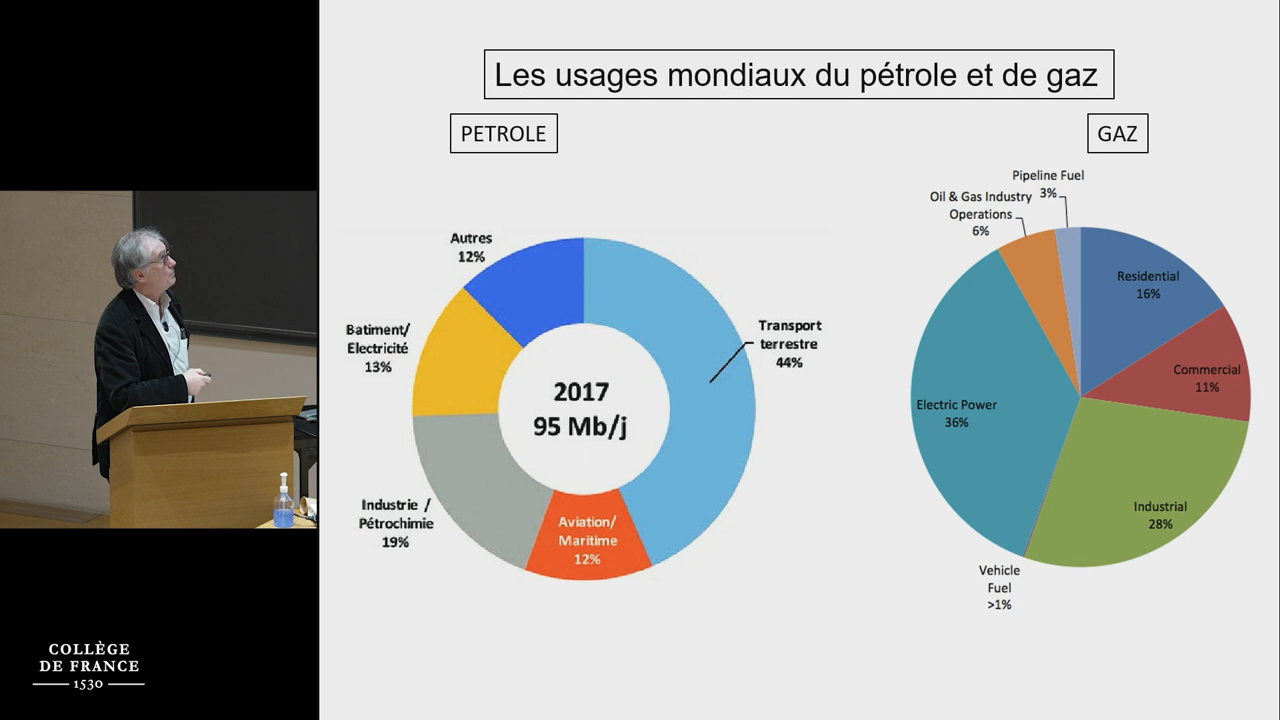 Les usages mondiaux du pétrole et de gaz
PETROLE
GAZ
Autres
12%
Batiment/
Electricité
13%
Transport
terrestre
44%
2017
95 Mb/j
Industrie /
Pétrochimie
19%
Aviation/
Maritime
12%
Pipeline Fuel
3%
Oil & Gas Industry
Operations
6%
Residential
16%
Commercial
11%
Electric Power
36%
Industrial
28%
Vehicle
Fuel
>1%
COLLÈGE
DE FRANCE
1530